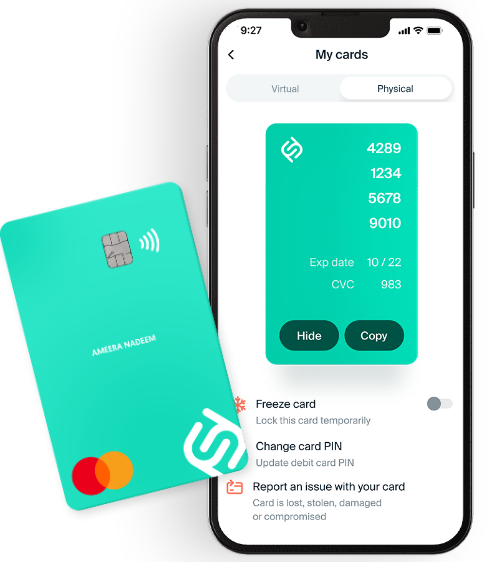 9:27
My cards
Virtual
Physical
4289
1234
5678
9010
Exp date 10 / 22
CVC 983
Hide
Copy
AMEERA NADEEM
Freeze card
Lock this card temporarily
Change card PIN
Update debit card PIN
Report an issue with your card
Card is lost, stolen, damaged
or compromised